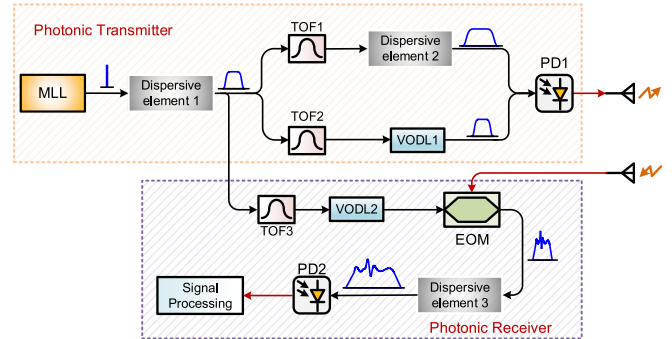 Photonic Transmitter
TOF1
Dispersive
element 2
PD1
MLL
Dispersive
element 1
TOF2
VODL1
TOF3
VODL2
EOM
PD2
Signal
Processing
Dispersive
element 3
Photonic Receiver